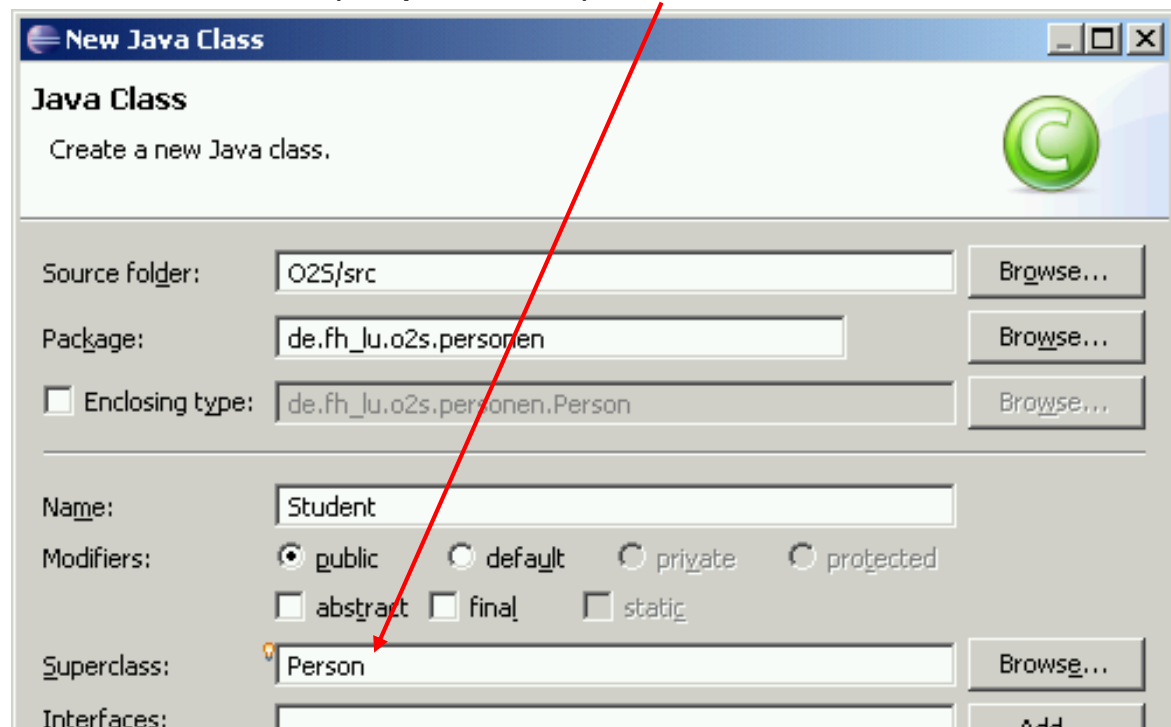 New Java Class
Java Class
Create a new Java class.
Source folder: O2S/src Browse...
Package: de.fh_lu.o2s.personen Browse...
Enclosing type: de.fh_lu.o2s.personen.Person Browse...
Name: Student
Modifiers: public default private protected
abstract final static
Superclass: Person Browse...
Interfaces: Add...